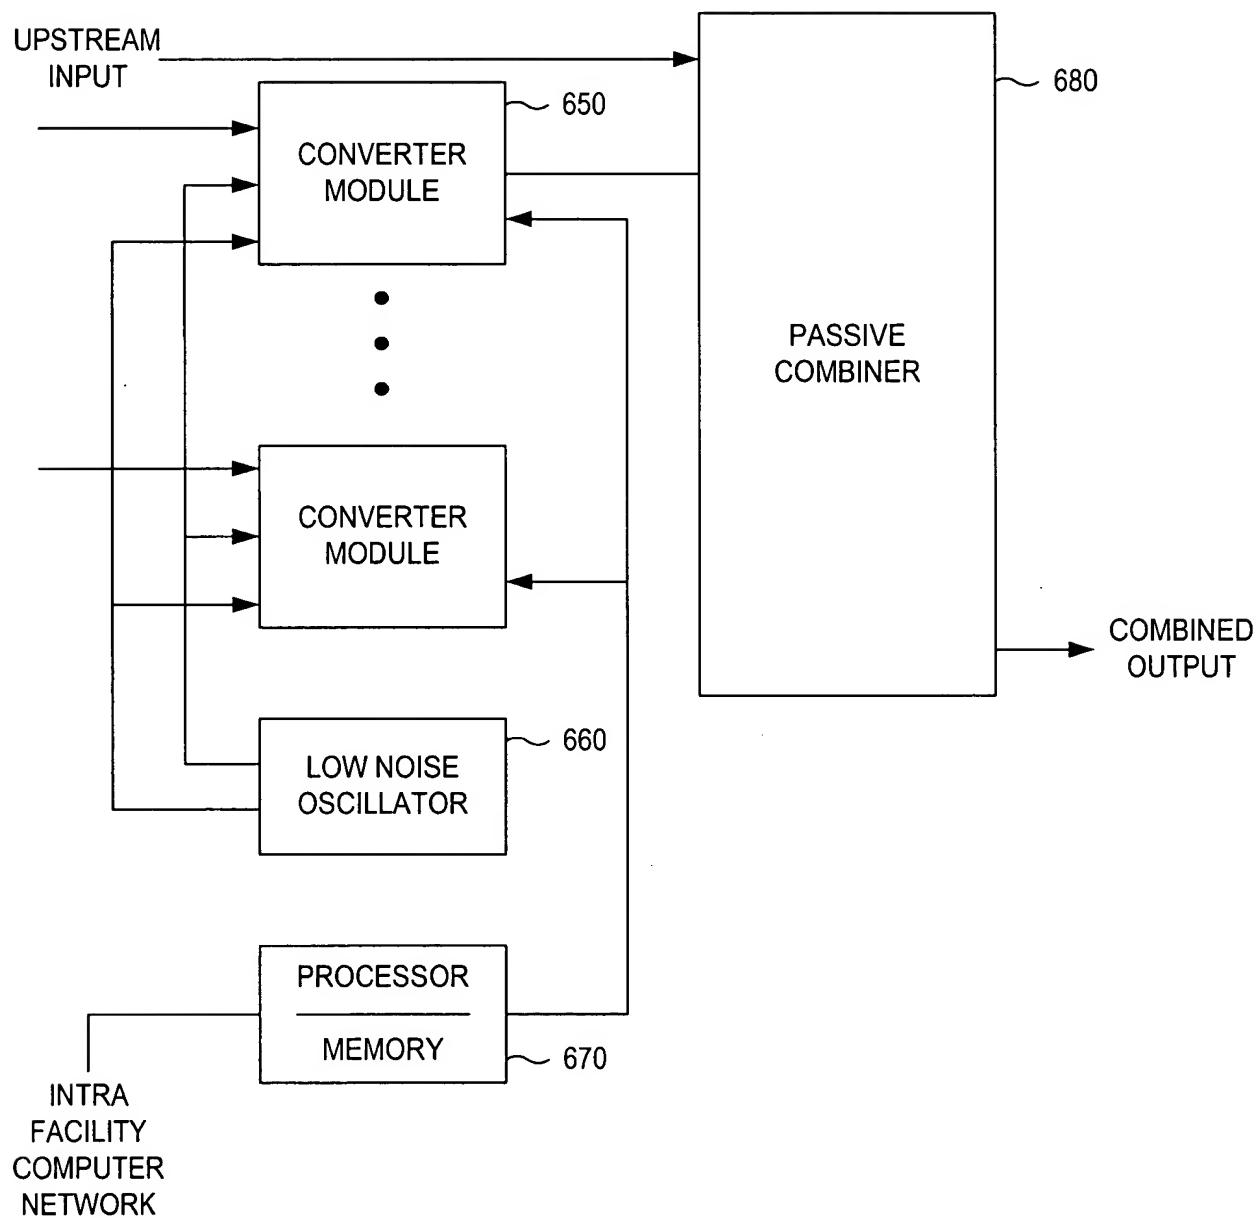 UPSTREAM
INPUT
650
680
CONVERTER
MODULE
PASSIVE
COMBINER
CONVERTER
MODULE
COMBINED
OUTPUT
660
LOW NOISE
OSCILLATOR
PROCESSOR
MEMORY
670
INTRA
FACILITY
COMPUTER
NETWORK